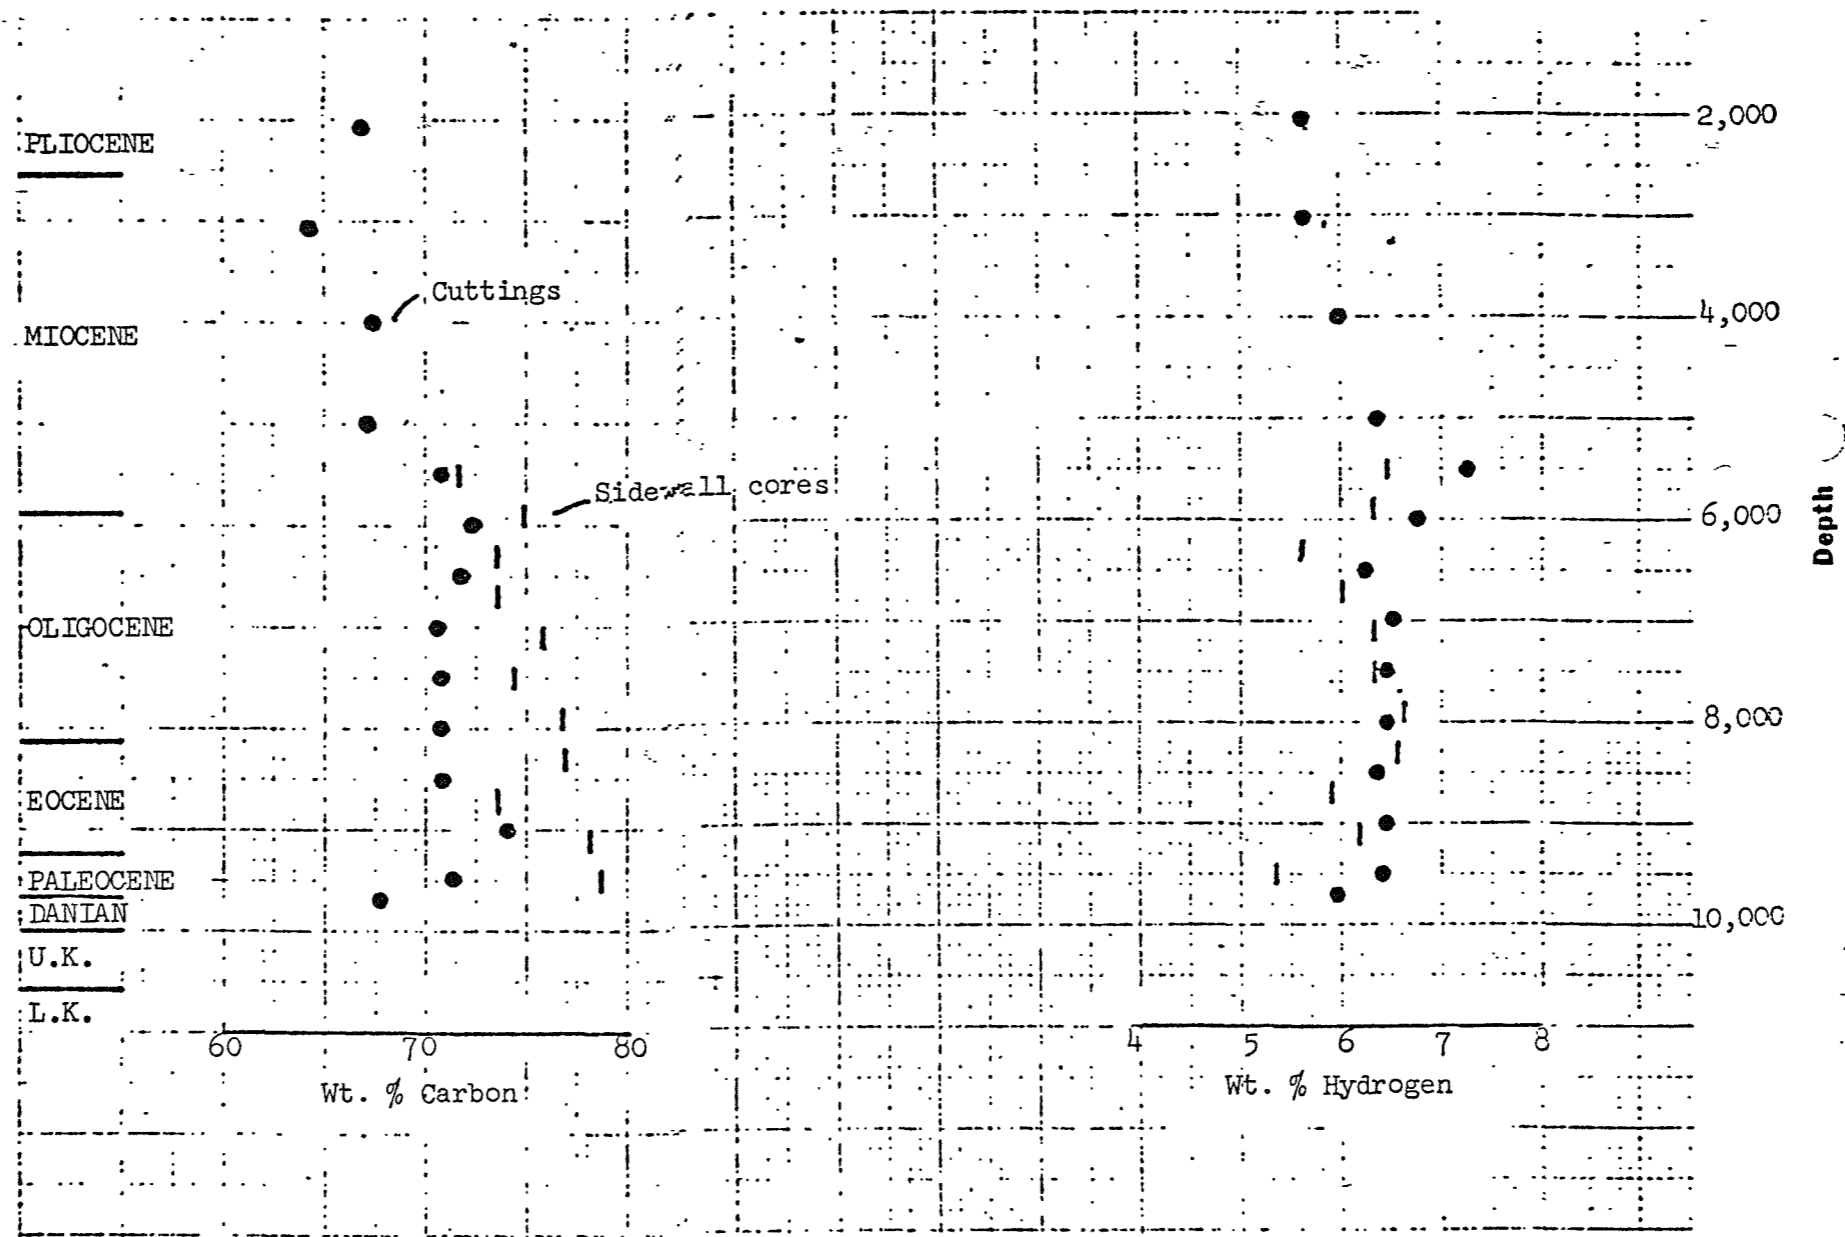 2,000
PLIOCENE
Cuttings
4,000
MIOCENE
Sidewall cores
6,000
Depth
OLIGOCENE
8,000
EOCENE
PALEOCENE
DANIAN
10,000
U.K.
L.K.
60 70 80
4 5 6 7 8
Wt. % Carbon
Wt. % Hydrogen